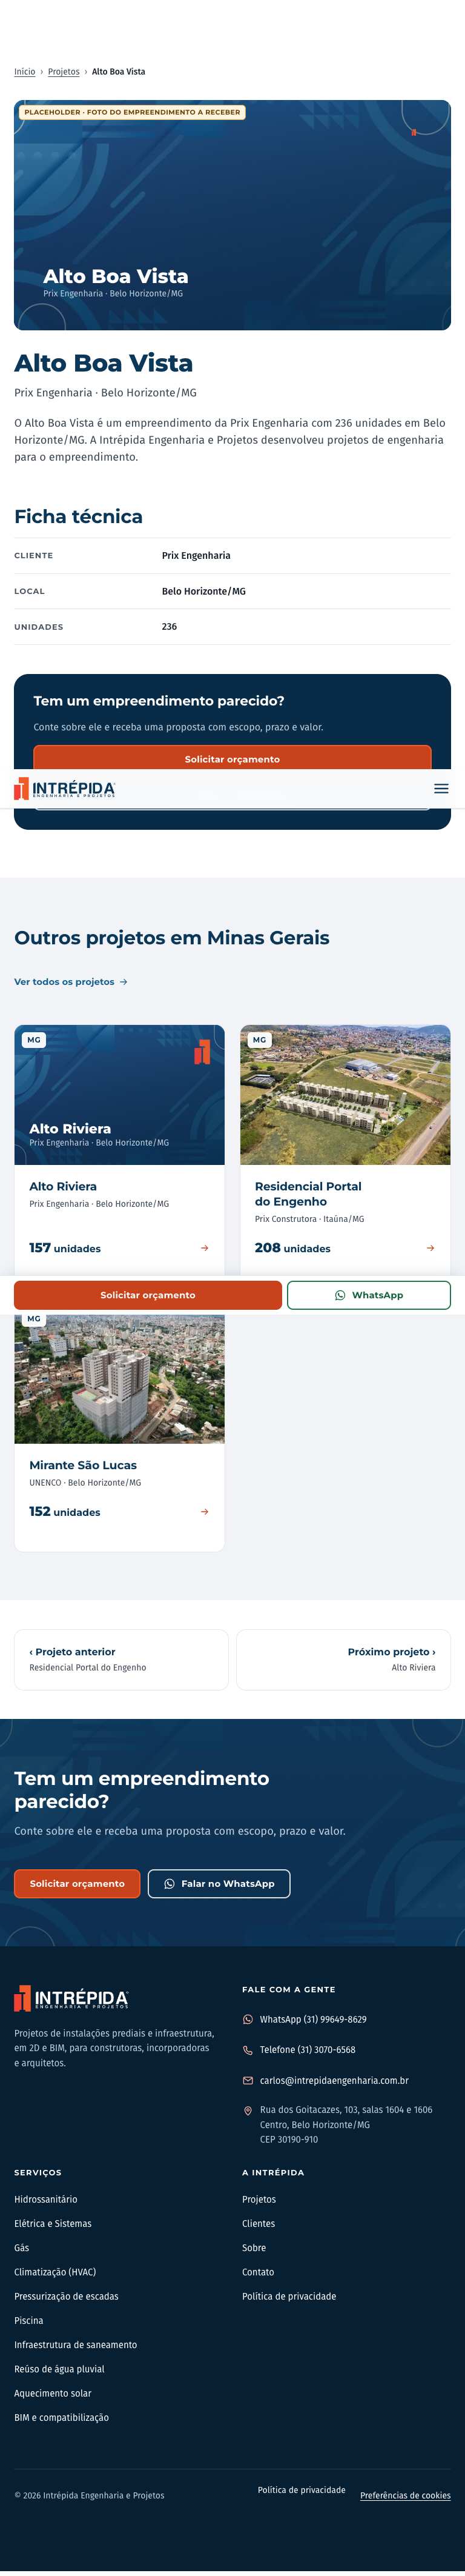 Início › Projetos › Alto Boa Vista
PLACEHOLDER · FOTO DO EMPREENDIMENTO A RECEBER
Alto Boa Vista
Prix Engenharia · Belo Horizonte/MG
Alto Boa Vista
Prix Engenharia · Belo Horizonte/MG
O Alto Boa Vista é um empreendimento da Prix Engenharia com 236 unidades em Belo
Horizonte/MG. A Intrépida Engenharia e Projetos desenvolveu projetos de engenharia
para o empreendimento.
Ficha técnica
CLIENTE Prix Engenharia
LOCAL Belo Horizonte/MG
UNIDADES 236
Tem um empreendimento parecido?
Conte sobre ele e receba uma proposta com escopo, prazo e valor.
Solicitar orçamento
INTRÉPIDA
ENGENHARIA E PROJETOS
Outros projetos em Minas Gerais
Ver todos os projetos →
MG
Alto Riviera
Prix Engenharia · Belo Horizonte/MG
Alto Riviera
Prix Engenharia · Belo Horizonte/MG
157 unidades →
MG
Residencial Portal
do Engenho
Prix Construtora · Itaúna/MG
208 unidades →
Solicitar orçamento
WhatsApp
MG
Mirante São Lucas
UNENCO · Belo Horizonte/MG
152 unidades →
‹ Projeto anterior
Residencial Portal do Engenho
Próximo projeto ›
Alto Riviera
Tem um empreendimento
parecido?
Conte sobre ele e receba uma proposta com escopo, prazo e valor.
Solicitar orçamento
Falar no WhatsApp
INTRÉPIDA
ENGENHARIA E PROJETOS
Projetos de instalações prediais e infraestrutura,
em 2D e BIM, para construtoras, incorporadoras
e arquitetos.
FALE COM A GENTE
WhatsApp (31) 99649-8629
Telefone (31) 3070-6568
carlos@intrepidaengenharia.com.br
Rua dos Goitacazes, 103, salas 1604 e 1606
Centro, Belo Horizonte/MG
CEP 30190-910
SERVIÇOS
Hidrossanitário
Elétrica e Sistemas
Gás
Climatização (HVAC)
Pressurização de escadas
Piscina
Infraestrutura de saneamento
Reúso de água pluvial
Aquecimento solar
BIM e compatibilização
A INTRÉPIDA
Projetos
Clientes
Sobre
Contato
Política de privacidade
© 2026 Intrépida Engenharia e Projetos
Política de privacidade
Preferências de cookies